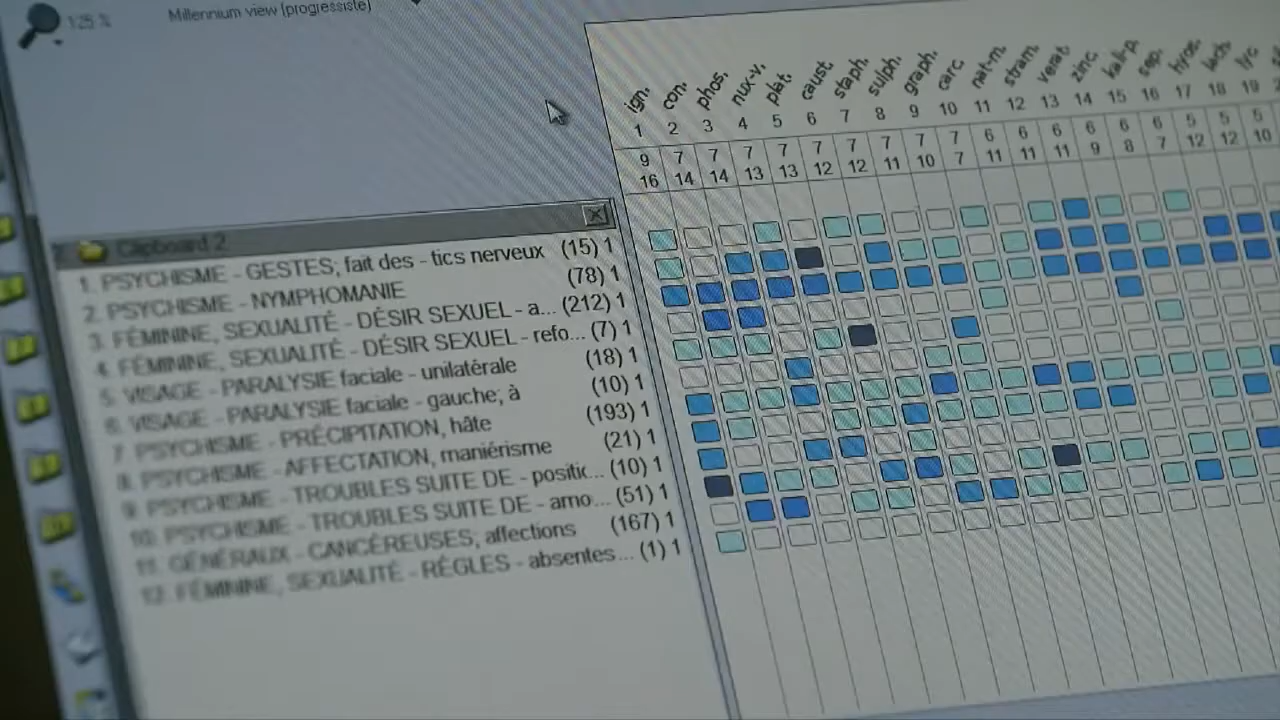 125 % Millennium view (progressiste)
ign. con. phos. nux-v. plat. caust. staph. sulph. graph. carc. nat-m. stram. verat. zinc. kali-p. sep. hyos. lach. lyc.
1 2 3 4 5 6 7 8 9 10 11 12 13 14 15 16 17 18 19
9 7 7 7 7 7 7 7 7 7 6 6 6 6 6 6 5 5 5
16 14 14 13 13 12 12 11 10 7 11 11 11 9 8 7 12 12 10
Clipboard 2
1. PSYCHISME - GESTES; fait des - tics nerveux (15) 1
2. PSYCHISME - NYMPHOMANIE (78) 1
3. FÉMININE, SEXUALITÉ - DÉSIR SEXUEL - a... (212) 1
4. FÉMININE, SEXUALITÉ - DÉSIR SEXUEL - refo... (7) 1
5. VISAGE - PARALYSIE faciale - unilatérale (18) 1
6. VISAGE - PARALYSIE faciale - gauche; à (10) 1
7. PSYCHISME - PRÉCIPITATION, hâte (193) 1
8. PSYCHISME - AFFECTATION, maniérisme (21) 1
9. PSYCHISME - TROUBLES SUITE DE - positic... (10) 1
10. PSYCHISME - TROUBLES SUITE DE - amo... (51) 1
11. GÉNÉRAUX - CANCÉREUSES, affections (167) 1
12. FÉMININE, SEXUALITÉ - RÈGLES - absentes... (1) 1